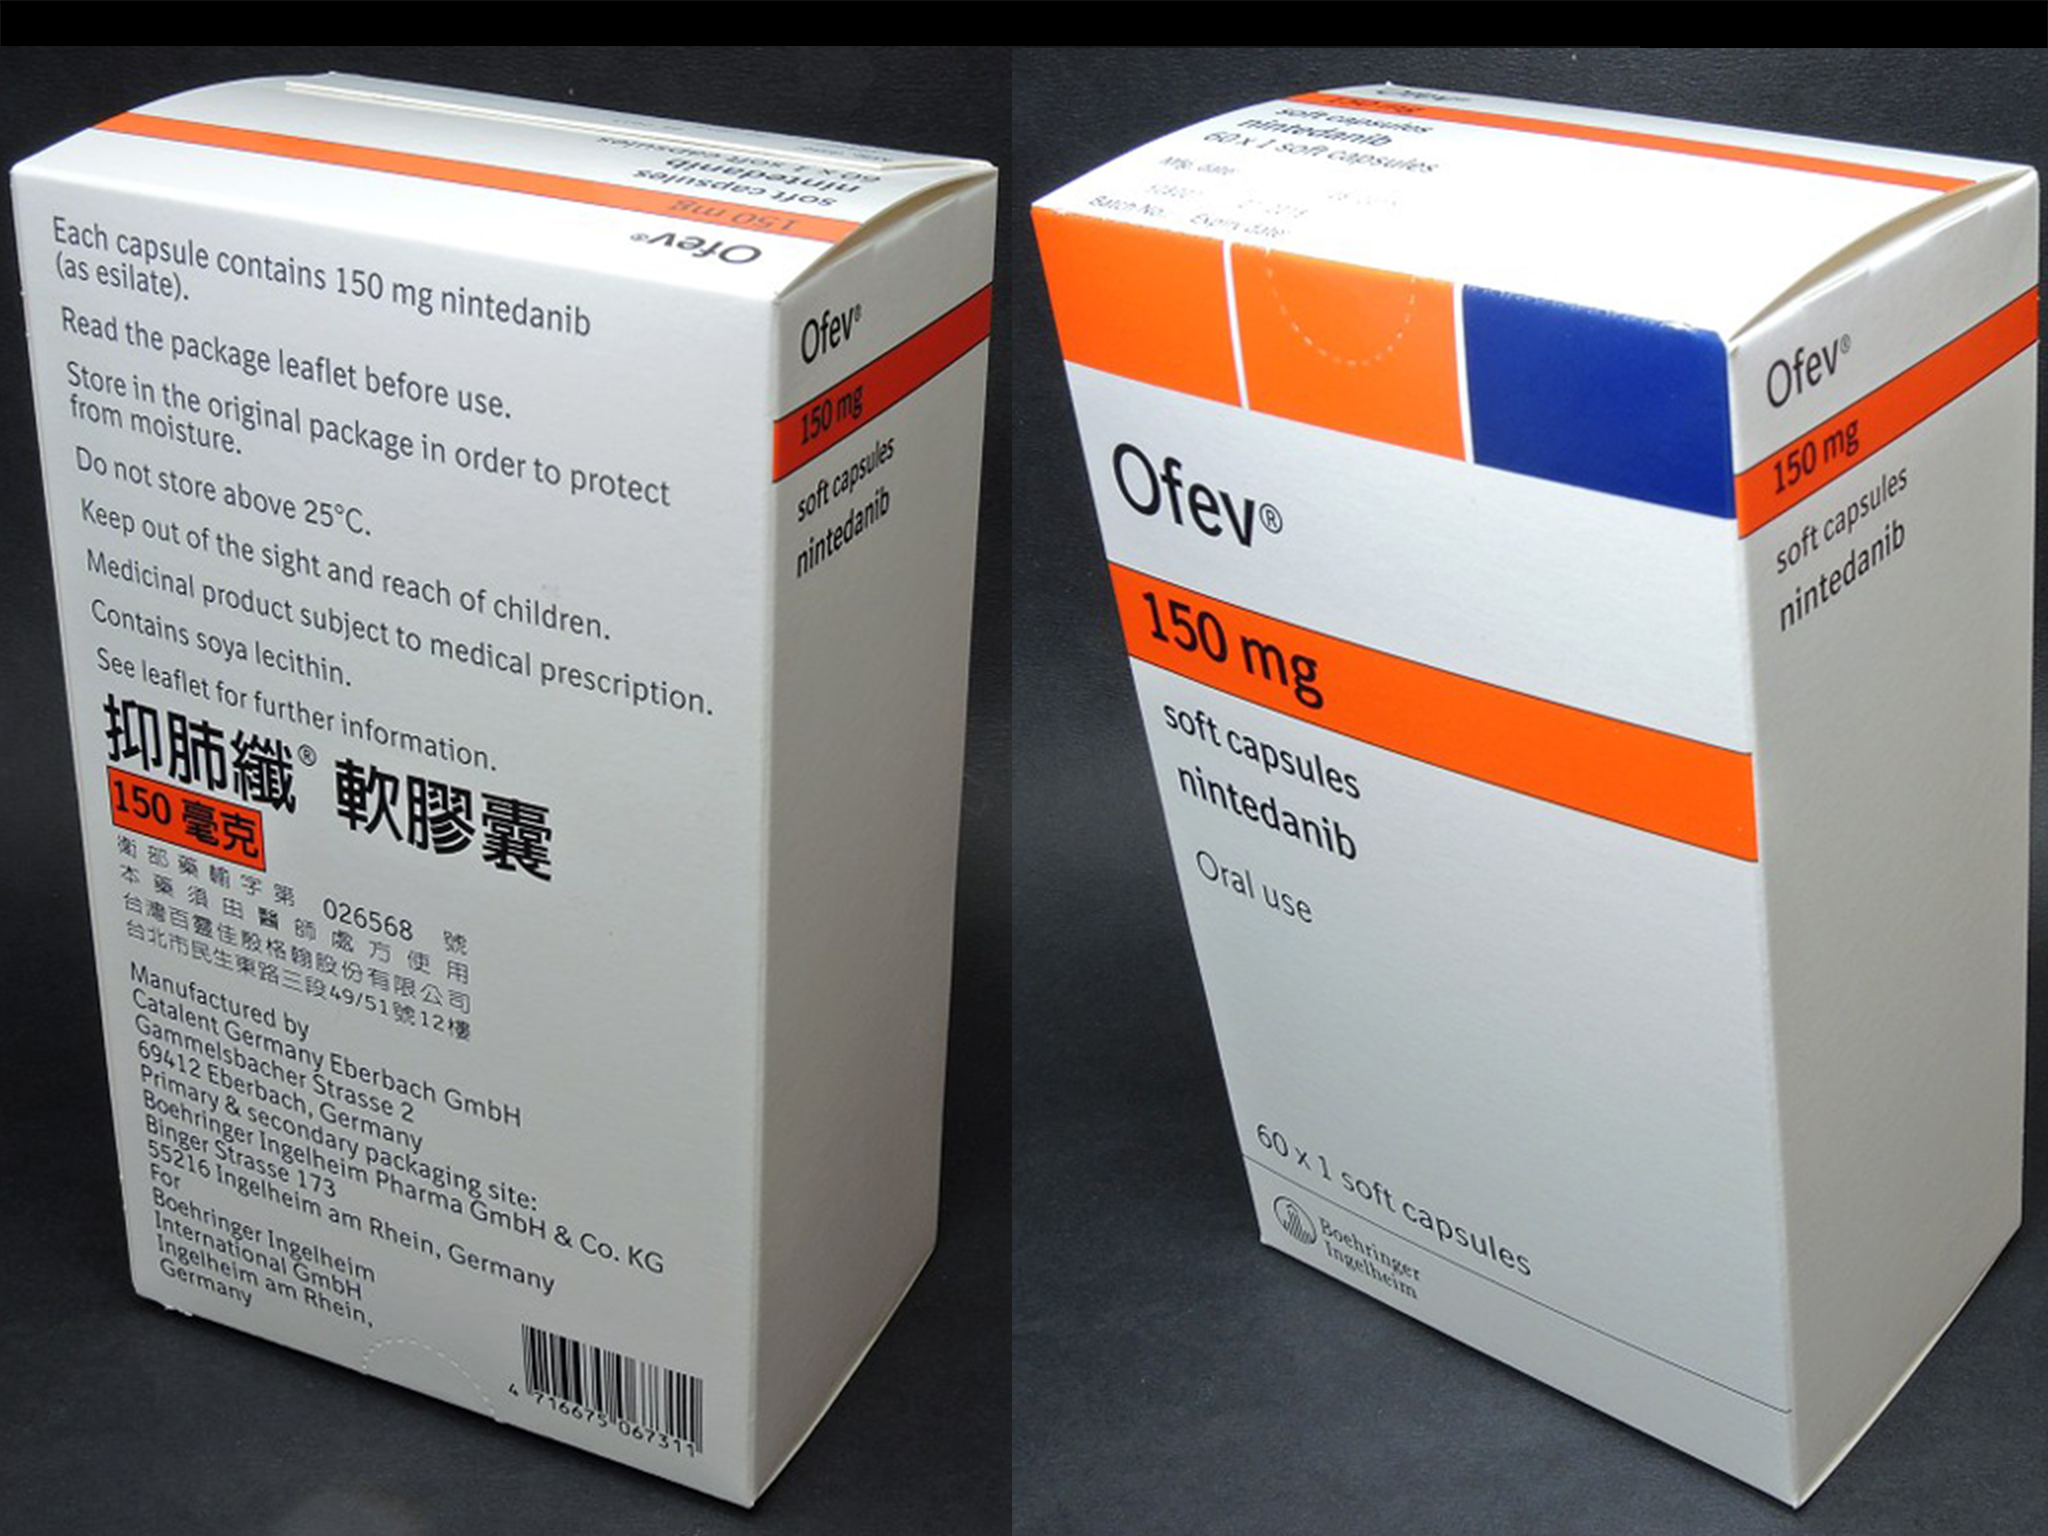 Ofev®
150 mg
soft capsules
nintedanib
60 x 1 soft capsules
Each capsule contains 150 mg nintedanib
(as esilate).
Read the package leaflet before use.
Store in the original package in order to protect
from moisture.
Do not store above 25°C.
Keep out of the sight and reach of children.
Medicinal product subject to medical prescription.
Contains soya lecithin.
See leaflet for further information.
抑肺纖® 軟膠囊
150 毫克
衛部藥輸字第 026568 號
本藥須由醫師處方使用
台灣百靈佳殷格翰股份有限公司
台北市民生東路三段49/51號12樓
Manufactured by
Catalent Germany Eberbach GmbH
Gammelsbacher Strasse 2
69412 Eberbach, Germany
Primary & secondary packaging site:
Boehringer Ingelheim Pharma GmbH & Co. KG
Binger Strasse 173
55216 Ingelheim am Rhein, Germany
For
Boehringer Ingelheim
International GmbH
Ingelheim am Rhein,
Germany
4 716675 067311
Ofev®
150 mg
soft capsules
nintedanib
Ofev®
150 mg
soft capsules
nintedanib
60 x 1 soft capsules
Mfg. date:
Batch No.: Expiry date:
Ofev®
150 mg
soft capsules
nintedanib
Oral use
60 x 1 soft capsules
Boehringer
Ingelheim
Ofev®
150 mg
soft capsules
nintedanib